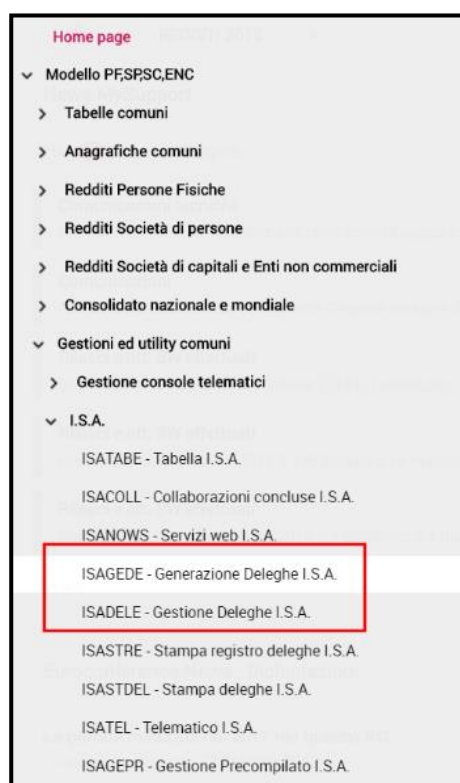 Home page
Modello PF,SP,SC,ENC
Tabelle comuni
Anagrafiche comuni
Redditi Persone Fisiche
Redditi Società di persone
Redditi Società di capitali e Enti non commerciali
Consolidato nazionale e mondiale
Gestioni ed utility comuni
Gestione console telematici
I.S.A.
ISATABE - Tabella I.S.A.
ISACOLL - Collaborazioni concluse I.S.A.
ISANOWS - Servizi web I.S.A.
ISAGEDE - Generazione Deleghe I.S.A.
ISADELE - Gestione Deleghe I.S.A.
ISASTRE - Stampa registro deleghe I.S.A.
ISASTDEL - Stampa deleghe I.S.A.
ISATEL - Telematico I.S.A.
ISAGEPR - Gestione Precompilato I.S.A.